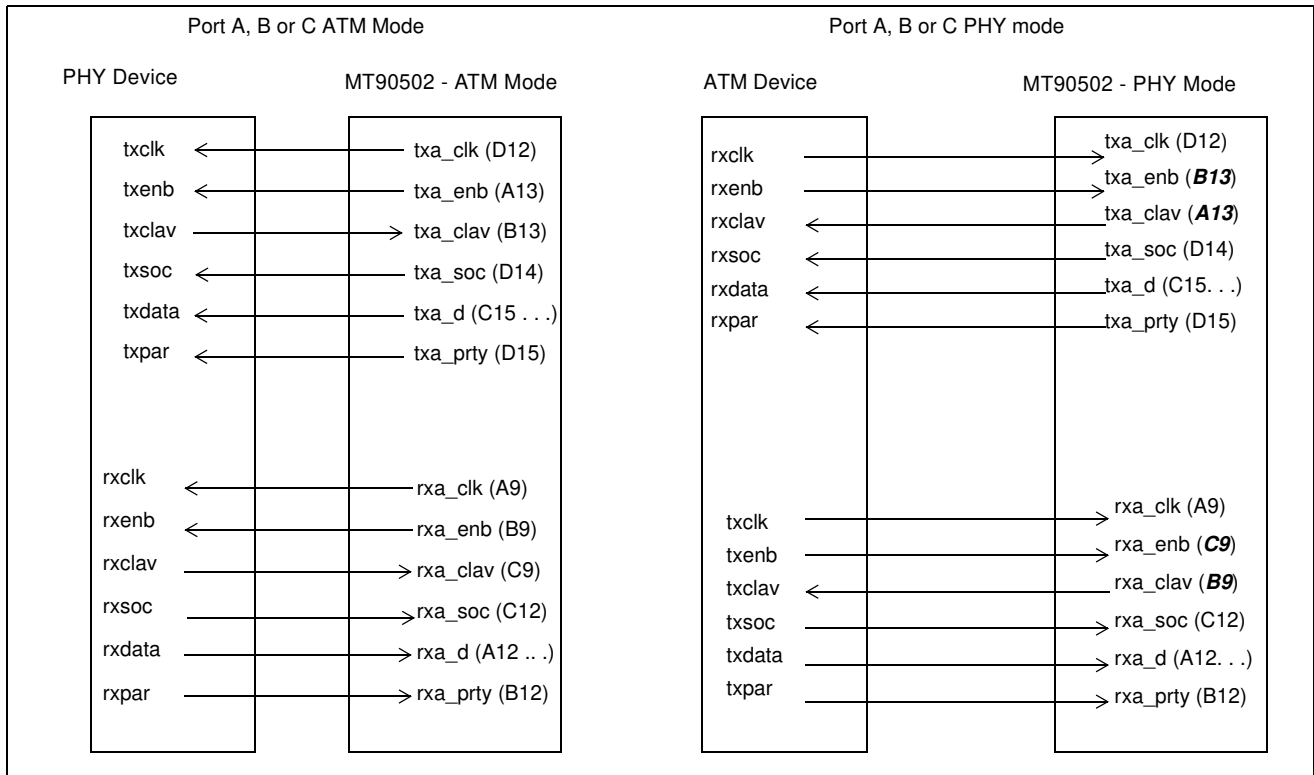 Port A, B or C ATM Mode
PHY Device
MT90502 - ATM Mode
txclk
txa_clk (D12)
txenb
txa_enb (A13)
txclav
txa_clav (B13)
txsoc
txa_soc (D14)
txdata
txa_d (C15 . . .)
txpar
txa_prty (D15)
rxclk
rxa_clk (A9)
rxenb
rxa_enb (B9)
rxclav
rxa_clav (C9)
rxsoc
rxa_soc (C12)
rxdata
rxa_d (A12 .. .)
rxpar
rxa_prty (B12)
Port A, B or C PHY mode
ATM Device
MT90502 - PHY Mode
rxclk
txa_clk (D12)
rxenb
txa_enb (B13)
rxclav
txa_clav (A13)
rxsoc
txa_soc (D14)
rxdata
txa_d (C15. . .)
rxpar
txa_prty (D15)
txclk
rxa_clk (A9)
txenb
rxa_enb (C9)
txclav
rxa_clav (B9)
txsoc
rxa_soc (C12)
txdata
rxa_d (A12. . .)
txpar
rxa_prty (B12)